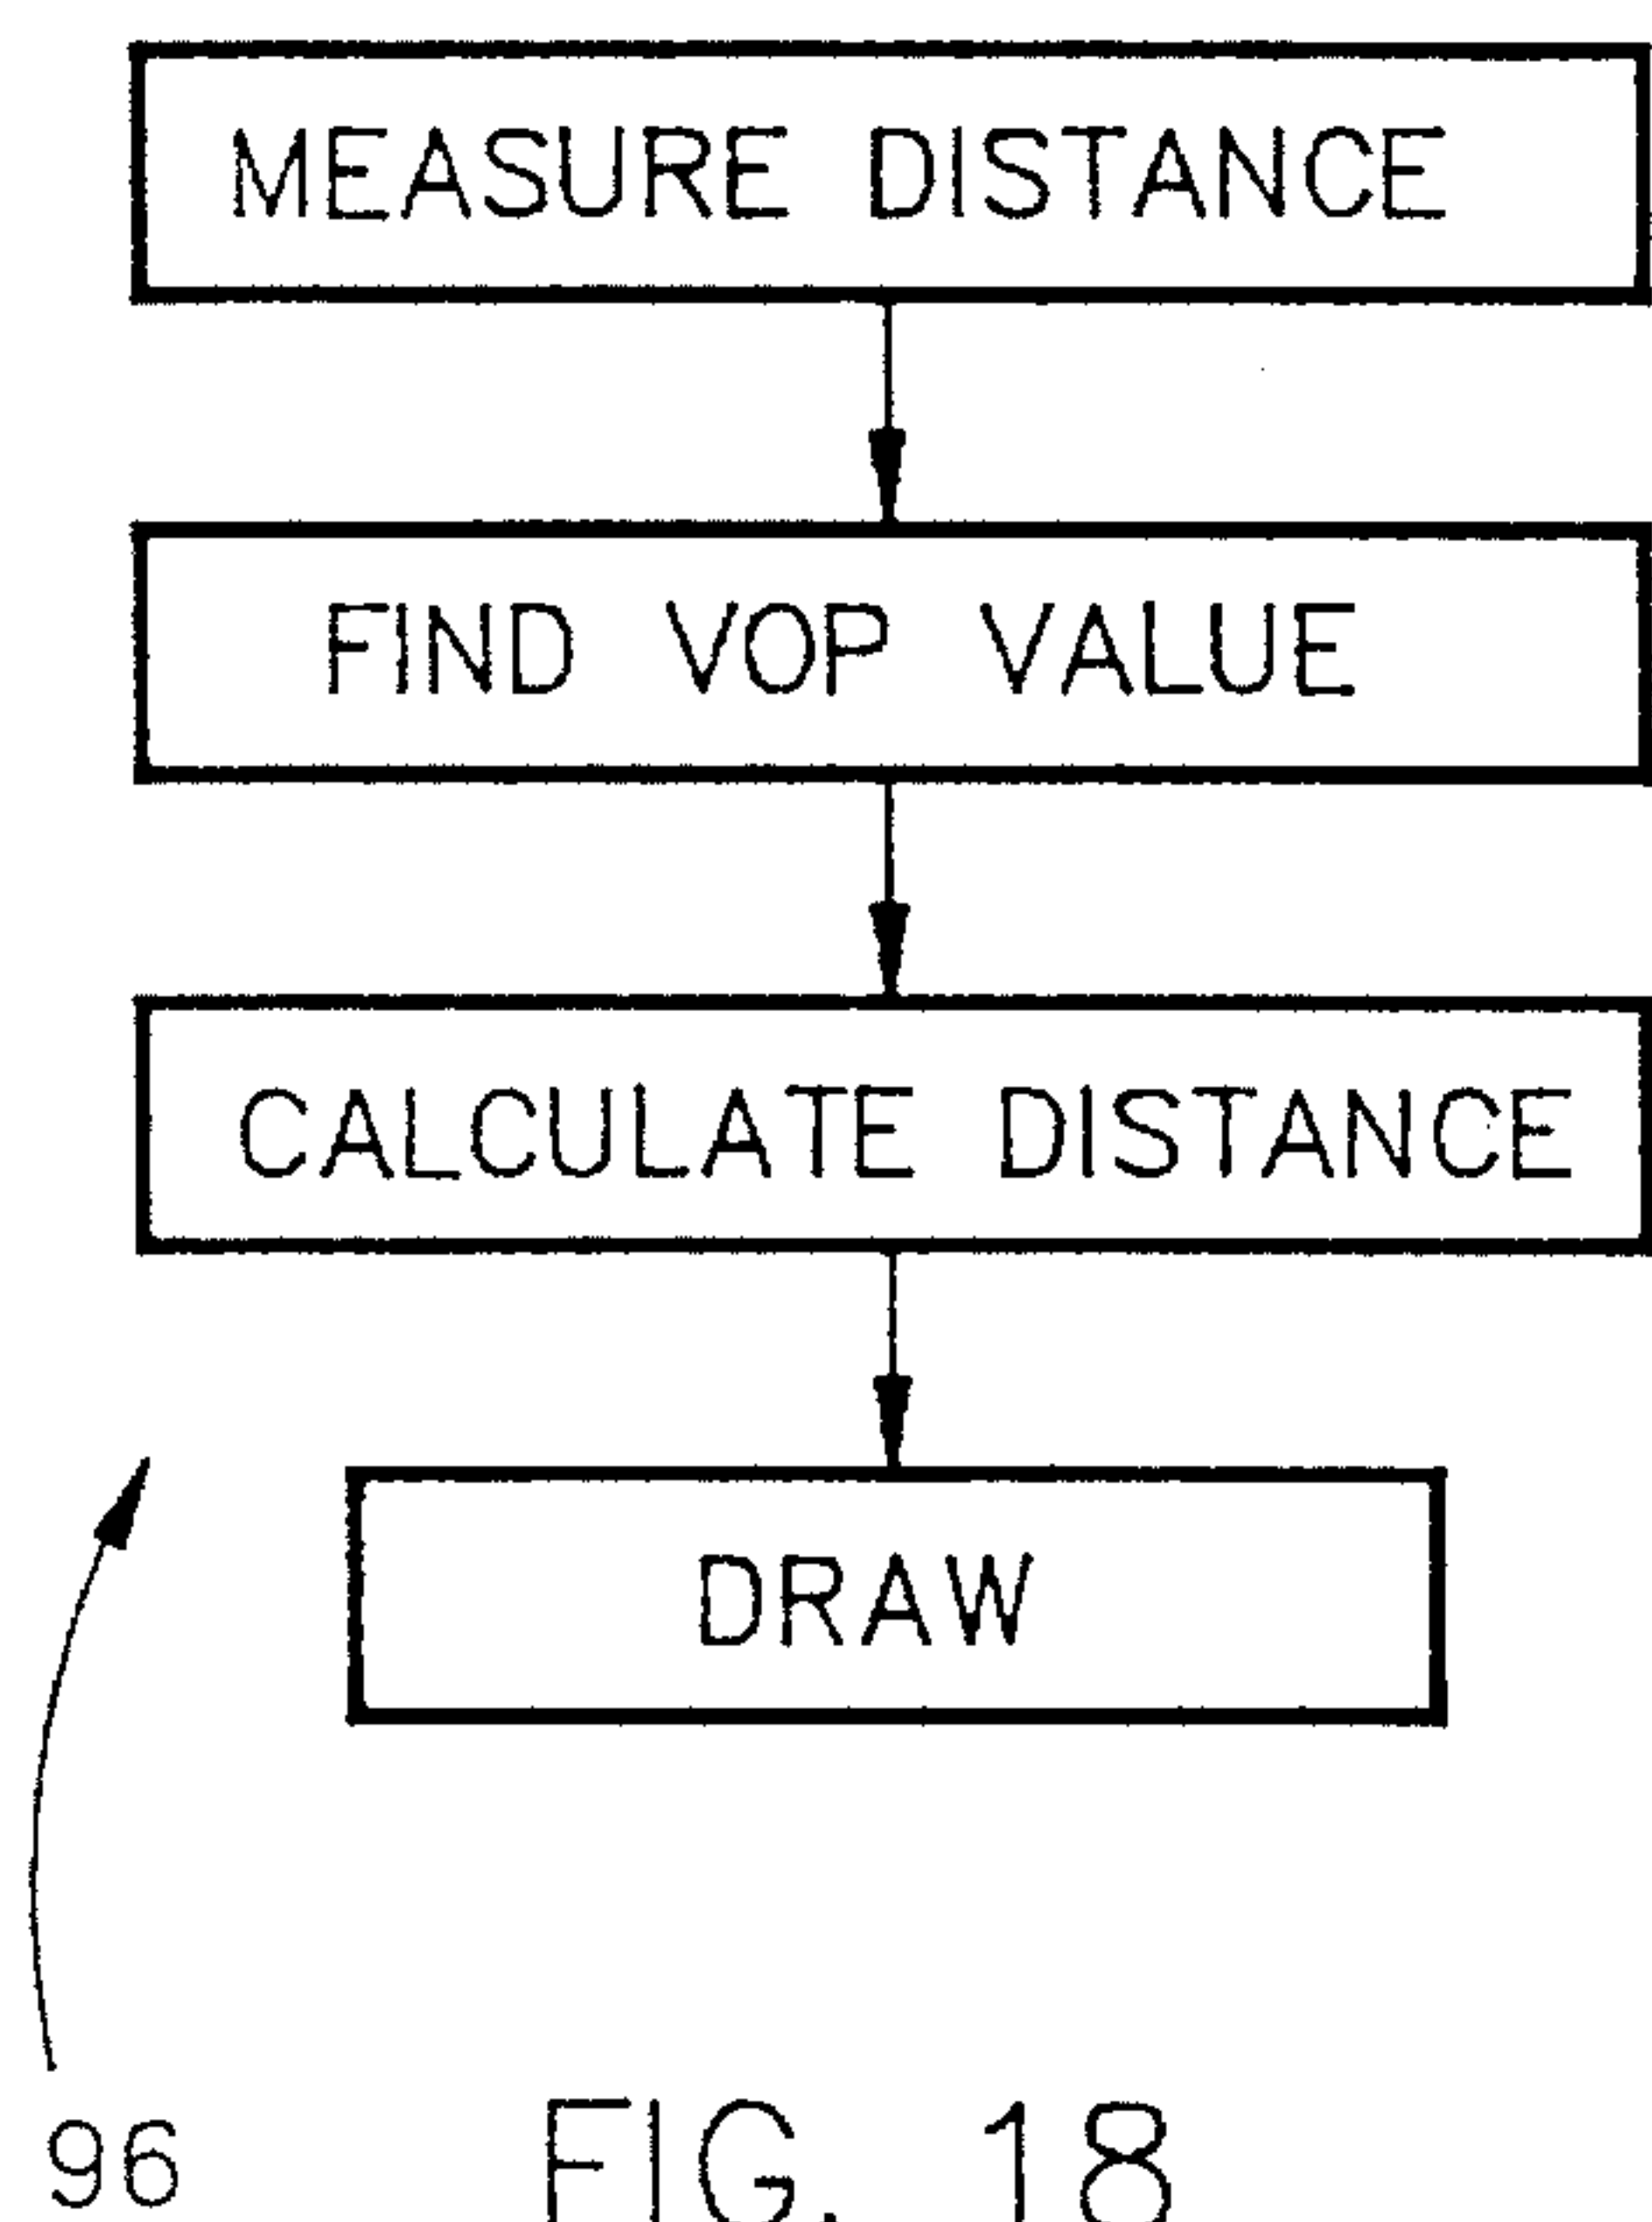 MEASURE DISTANCE
FIND VOP VALUE
CALCULATE DISTANCE
DRAW
96
FIG. 18